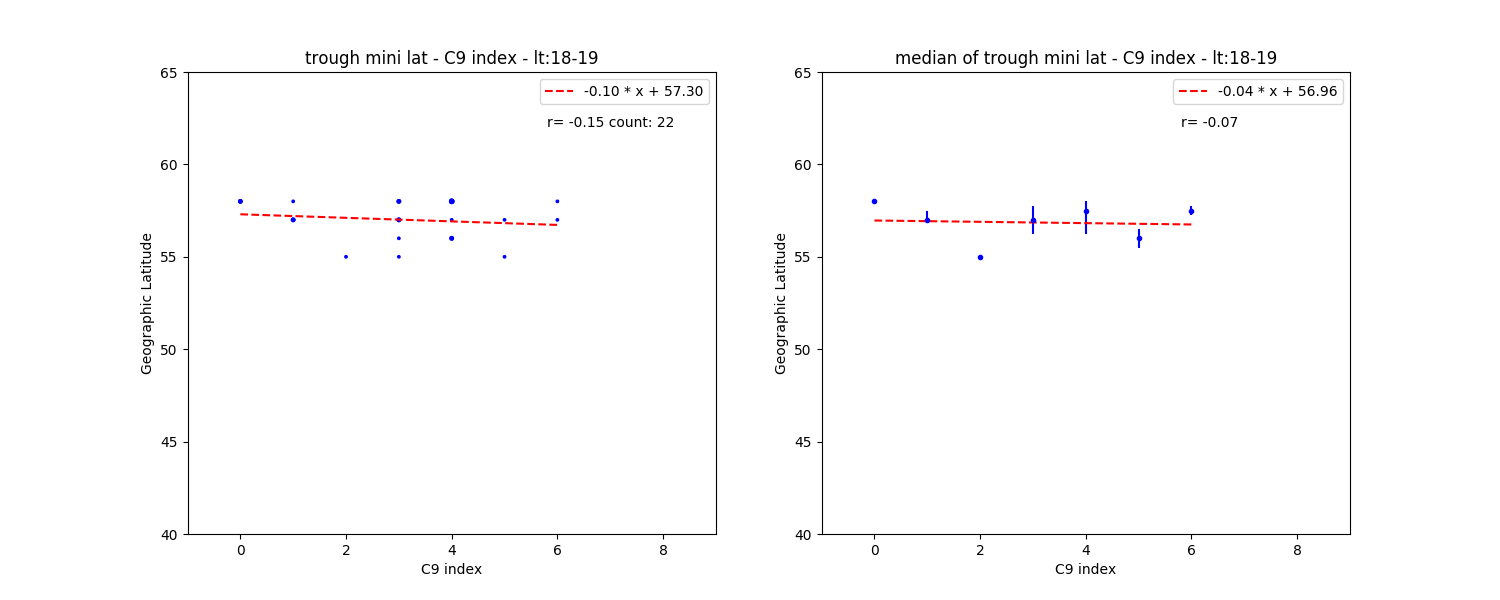 trough mini lat - C9 index - lt:18-19
-0.10 * x + 57.30
r= -0.15 count: 22
65
60
55
50
45
40
Geographic Latitude
0 2 4 6 8
C9 index
median of trough mini lat - C9 index - lt:18-19
-0.04 * x + 56.96
r= -0.07
65
60
55
50
45
40
Geographic Latitude
0 2 4 6 8
C9 index